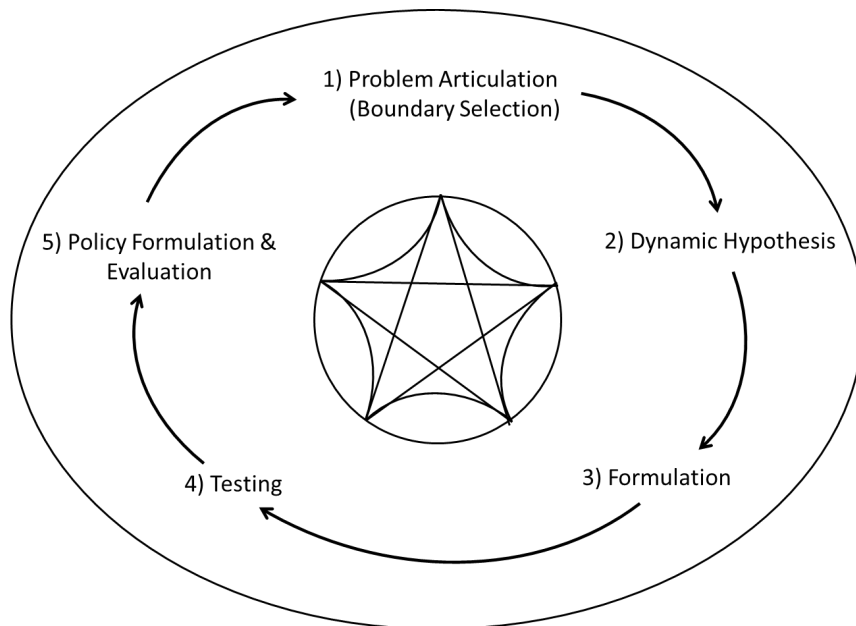 1) Problem Articulation
(Boundary Selection)
2) Dynamic Hypothesis
3) Formulation
4) Testing
5) Policy Formulation &
Evaluation